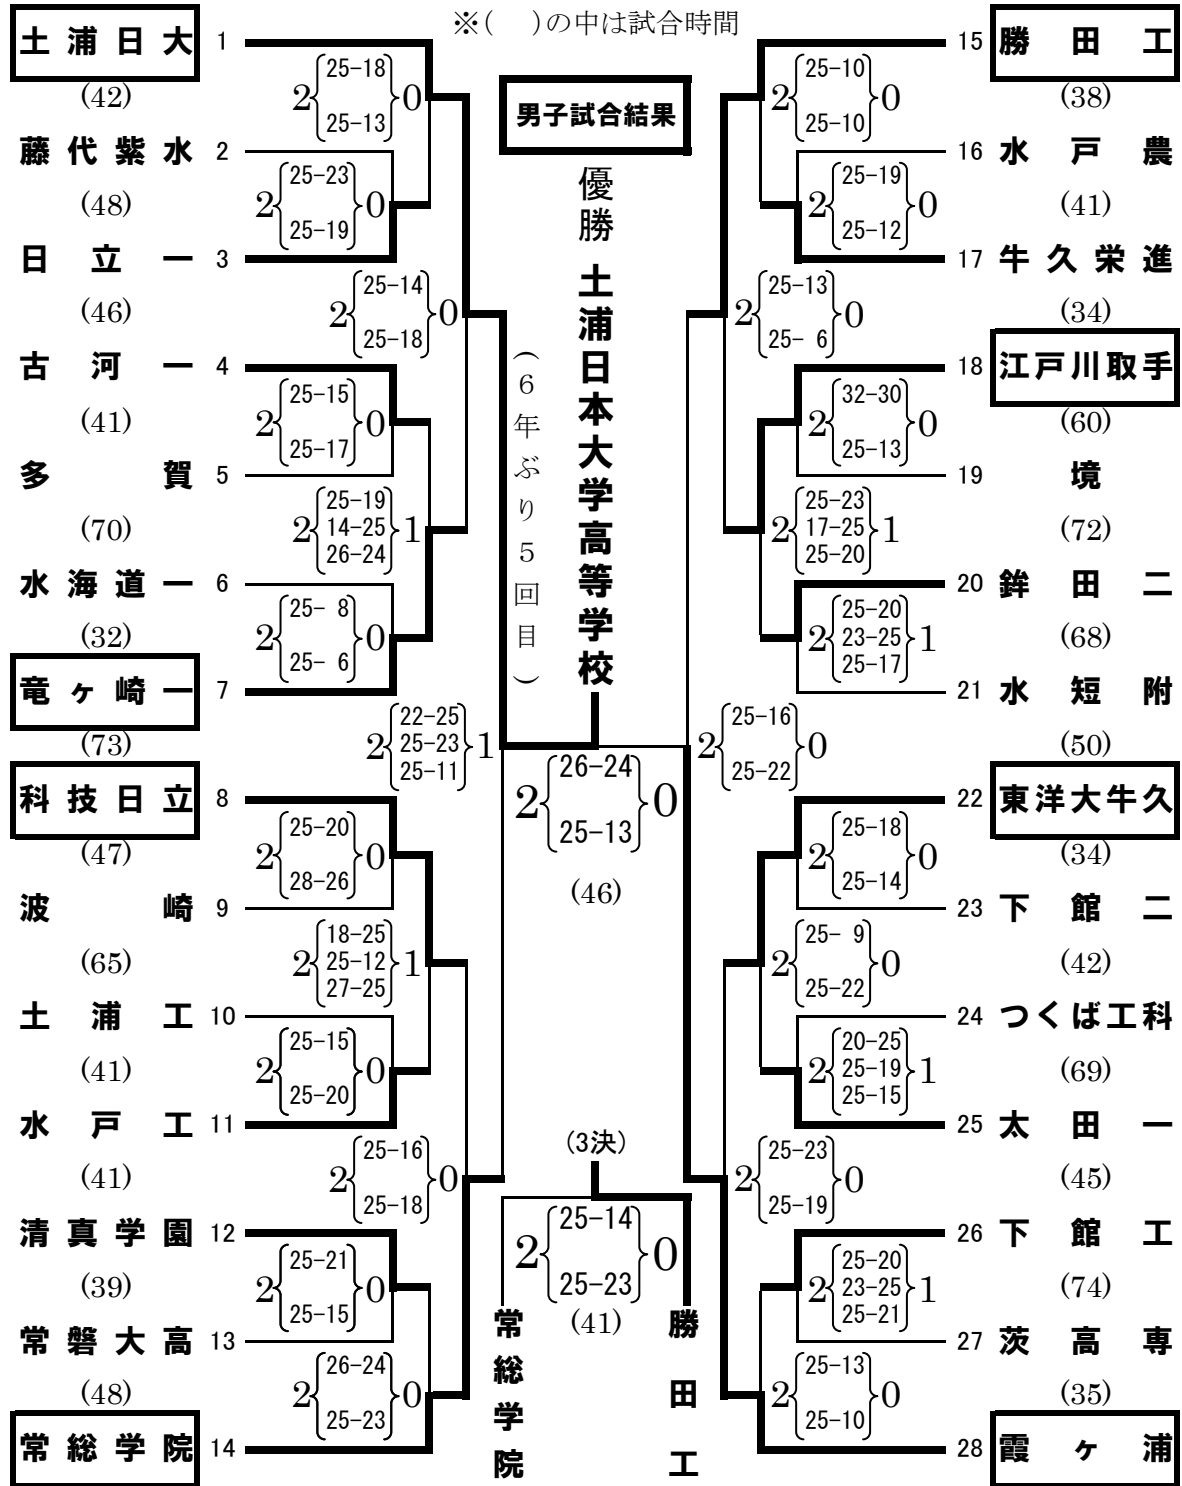 ※(　)の中は試合時間
男子試合結果
優勝 土浦日本大学高等学校
(6年ぶり5回目)
土浦日大 1
(42)
2 25-18 25-13 0
藤代紫水 2
(48)
2 25-23 25-19 0
日立一 3
(46)
2 25-14 25-18 0
古河一 4
(41)
2 25-15 25-17 0
多賀 5
(70)
2 25-19 14-25 26-24 1
水海道一 6
(32)
2 25- 8 25- 6 0
竜ヶ崎一 7
(73)
2 22-25 25-23 25-11 1
科技日立 8
(47)
2 25-20 28-26 0
波崎 9
(65)
2 18-25 25-12 27-25 1
土浦工 10
(41)
2 25-15 25-20 0
水戸工 11
(41)
2 25-16 25-18 0
清真学園 12
(39)
2 25-21 25-15 0
常磐大高 13
(48)
2 26-24 25-23 0
常総学院 14
2 26-24 25-13 0
(46)
(3決)
2 25-14 25-23 0
(41)
常総学院
勝田工
15 勝田工
(38)
2 25-10 25-10 0
16 水戸農
(41)
2 25-19 25-12 0
17 牛久栄進
(34)
2 25-13 25- 6 0
18 江戸川取手
(60)
2 32-30 25-13 0
19 境
(72)
2 25-23 17-25 25-20 1
20 鉾田二
(68)
2 25-20 23-25 25-17 1
21 水短附
(50)
2 25-16 25-22 0
22 東洋大牛久
(34)
2 25-18 25-14 0
23 下館二
(42)
2 25- 9 25-22 0
24 つくば工科
(69)
2 20-25 25-19 25-15 1
25 太田一
(45)
2 25-23 25-19 0
26 下館工
(74)
2 25-20 23-25 25-21 1
27 茨高専
(35)
2 25-13 25-10 0
28 霞ヶ浦